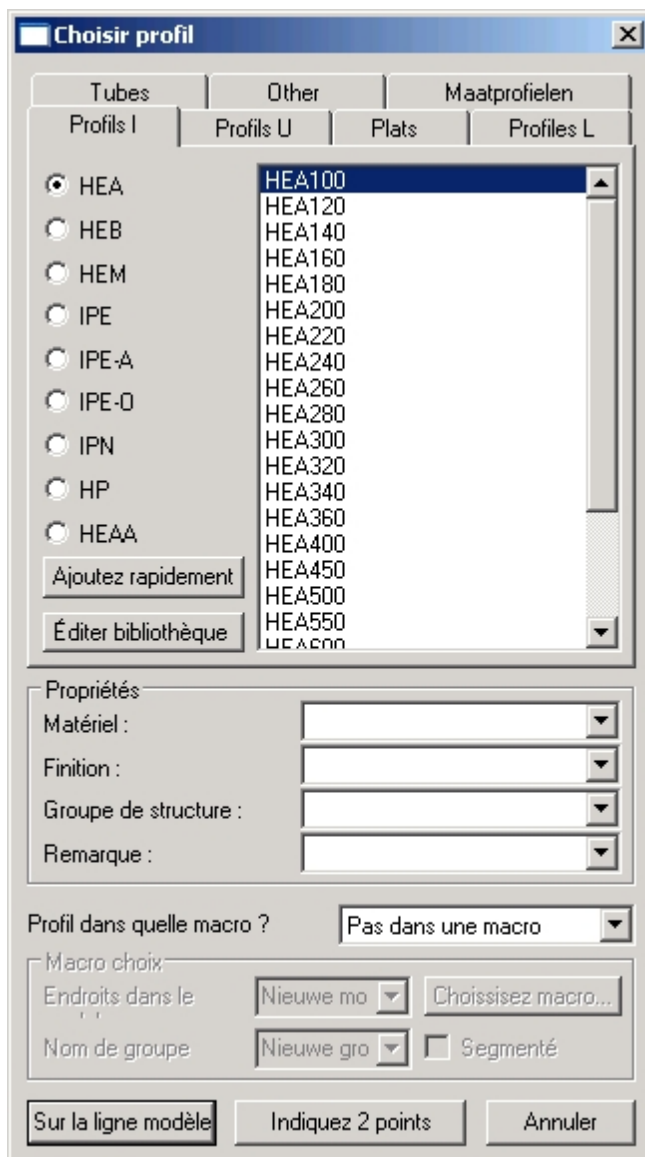 Choisir profil
Tubes
Other
Maatprofielen
Profils I
Profils U
Plats
Profiles L
HEA
HEB
HEM
IPE
IPE-A
IPE-O
IPN
HP
HEAA
Ajoutez rapidement
Éditer bibliothèque
HEA100
HEA120
HEA140
HEA160
HEA180
HEA200
HEA220
HEA240
HEA260
HEA280
HEA300
HEA320
HEA340
HEA360
HEA400
HEA450
HEA500
HEA550
HEA600
Propriétés
Matériel :
Finition :
Groupe de structure :
Remarque :
Profil dans quelle macro ?
Pas dans une macro
Macro choix
Endroits dans le
Nieuwe mo
Choissisez macro...
Nom de groupe
Nieuwe gro
Segmenté
Sur la ligne modèle
Indiquez 2 points
Annuler